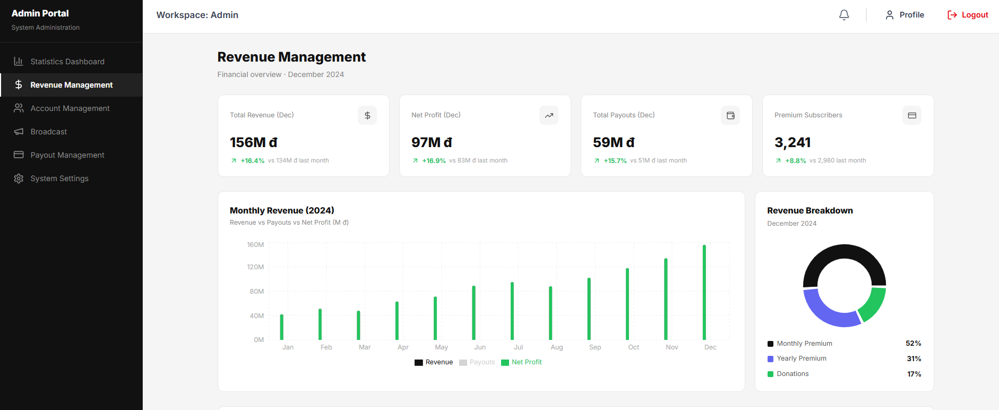 Admin Portal
System Administration
Statistics Dashboard
Revenue Management
Account Management
Broadcast
Payout Management
System Settings
Workspace: Admin
Profile
Logout
Revenue Management
Financial overview · December 2024
Total Revenue (Dec)
156M đ
+16.4% vs 134M đ last month
Net Profit (Dec)
97M đ
+16.9% vs 83M đ last month
Total Payouts (Dec)
59M đ
+15.7% vs 51M đ last month
Premium Subscribers
3,241
+8.8% vs 2,980 last month
Monthly Revenue (2024)
Revenue vs Payouts vs Net Profit (M đ)
160M
120M
80M
40M
0M
Jan Feb Mar Apr May Jun Jul Aug Sep Oct Nov Dec
Revenue Payouts Net Profit
Revenue Breakdown
December 2024
Monthly Premium 52%
Yearly Premium 31%
Donations 17%